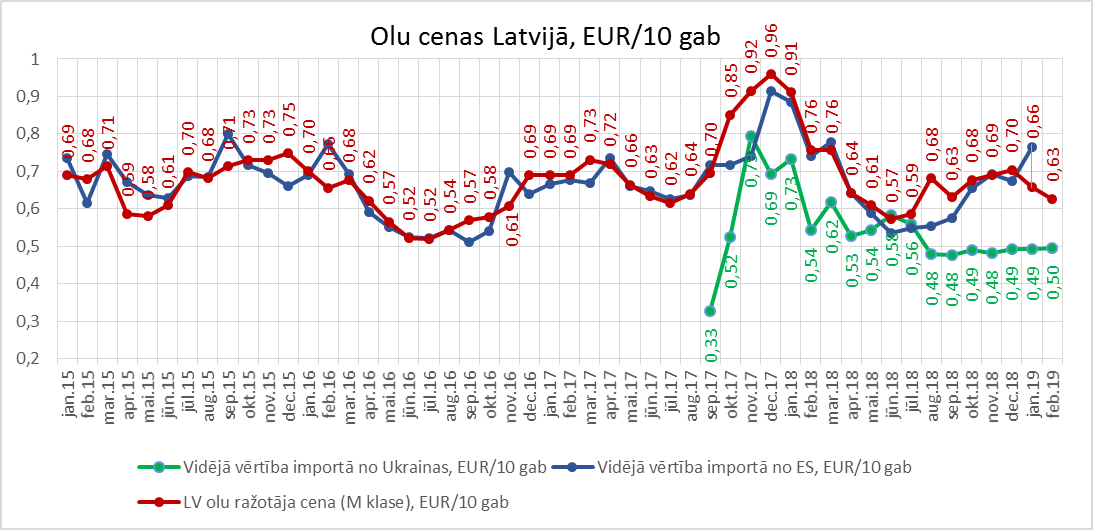 Olu cenas Latvijā, EUR/10 gab
1
0,9
0,8
0,7
0,6
0,5
0,4
0,3
0,2
0,69
0,68
0,71
0,59
0,58
0,61
0,70
0,68
0,71
0,73
0,73
0,75
0,70
0,68
0,62
0,57
0,52
0,52
0,54
0,57
0,58
0,61
0,69
0,69
0,69
0,73
0,72
0,66
0,63
0,62
0,64
0,70
0,85
0,92
0,96
0,91
0,76
0,76
0,64
0,61
0,57
0,59
0,68
0,63
0,68
0,69
0,70
0,66
0,63
0,33
0,52
0,69
0,73
0,54
0,62
0,53
0,54
0,58
0,56
0,48
0,48
0,49
0,48
0,49
0,49
0,50
jan.15
feb.15
mar.15
apr.15
mai.15
jūn.15
jūl.15
aug.15
sep.15
okt.15
nov.15
dec.15
jan.16
feb.16
mar.16
apr.16
mai.16
jūn.16
jūl.16
aug.16
sep.16
okt.16
nov.16
dec.16
jan.17
feb.17
mar.17
apr.17
mai.17
jūn.17
jūl.17
aug.17
sep.17
okt.17
nov.17
dec.17
jan.18
feb.18
mar.18
apr.18
mai.18
jūn.18
jūl.18
aug.18
sep.18
okt.18
nov.18
dec.18
jan.19
feb.19
Vidējā vērtība importā no Ukrainas, EUR/10 gab
Vidējā vērtība importā no ES, EUR/10 gab
LV olu ražotāja cena (M klase), EUR/10 gab